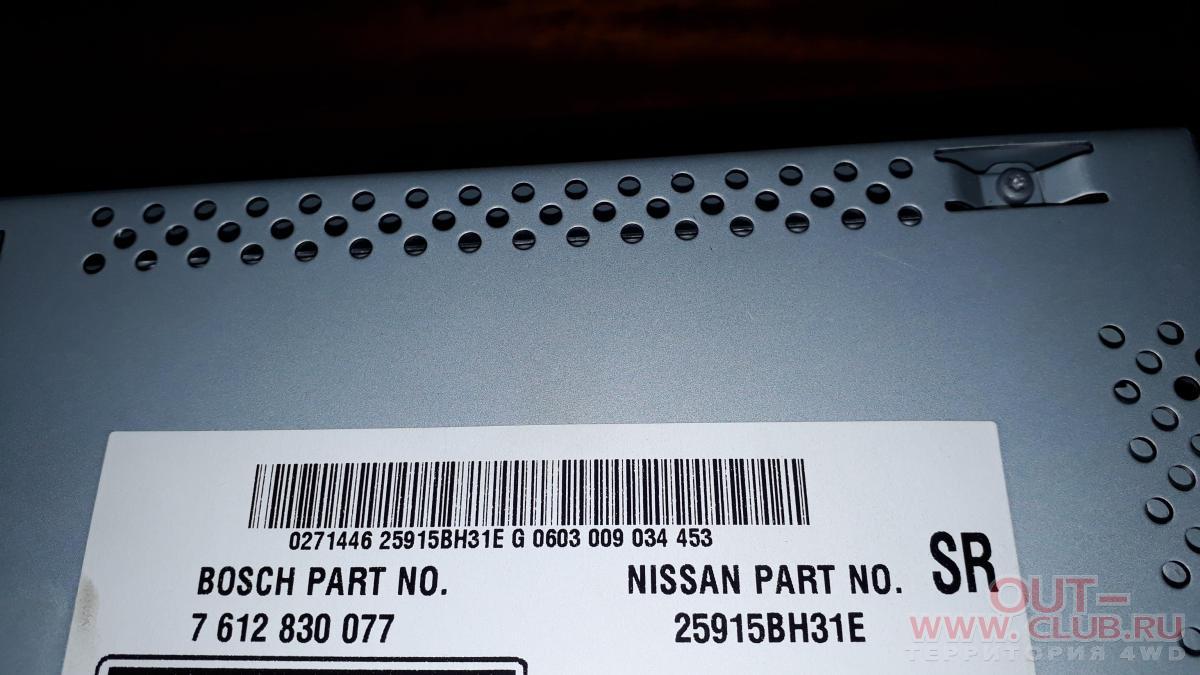 0271446 25915BH31E G 0603 009 034 453
BOSCH PART NO.
7 612 830 077
NISSAN PART NO.
25915BH31E
SR
OUT-
WWW.CLUB.RU
ТЕРРИТОРИЯ 4WD